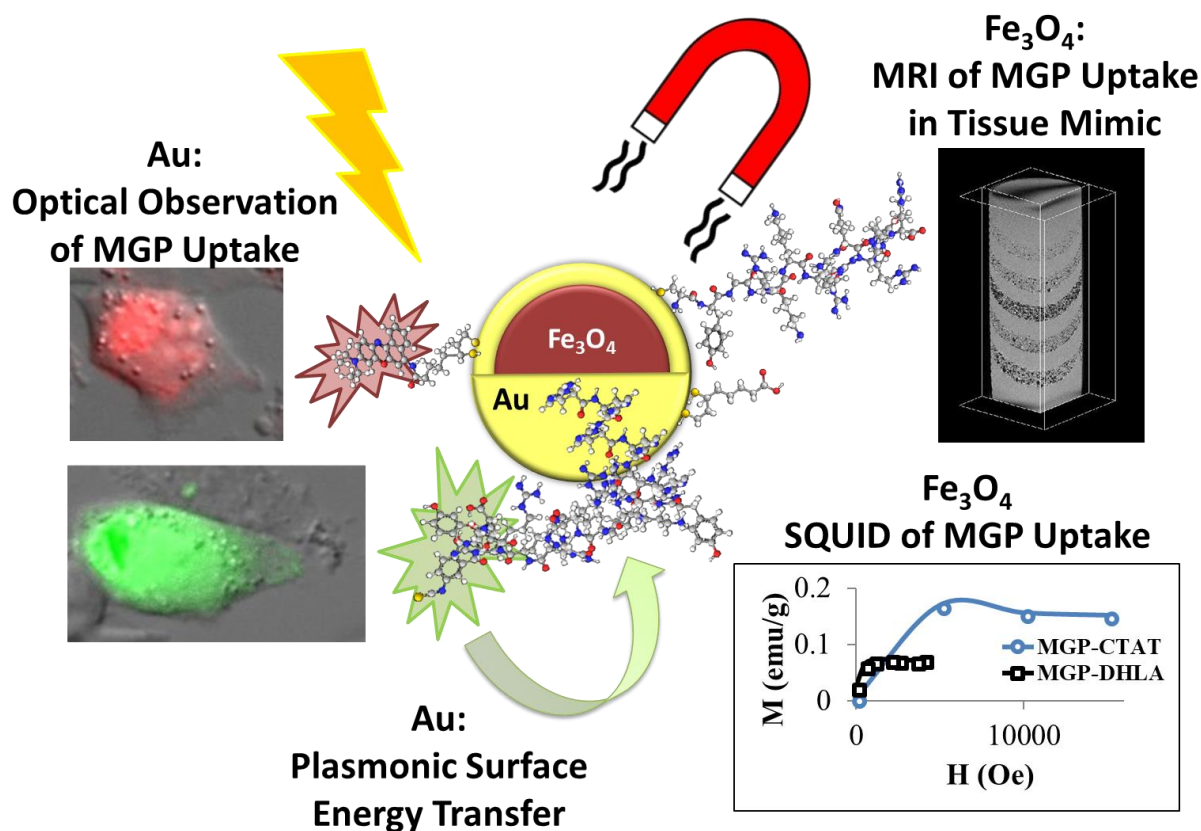 Au:
Optical Observation
of MGP Uptake
Fe₃O₄:
MRI of MGP Uptake
in Tissue Mimic
Fe₃O₄
Au
Au:
Plasmonic Surface
Energy Transfer
Fe₃O₄
SQUID of MGP Uptake
M (emu/g)
0.2
0.1
0
MGP-CTAT
MGP-DHLA
0
10000
H (Oe)